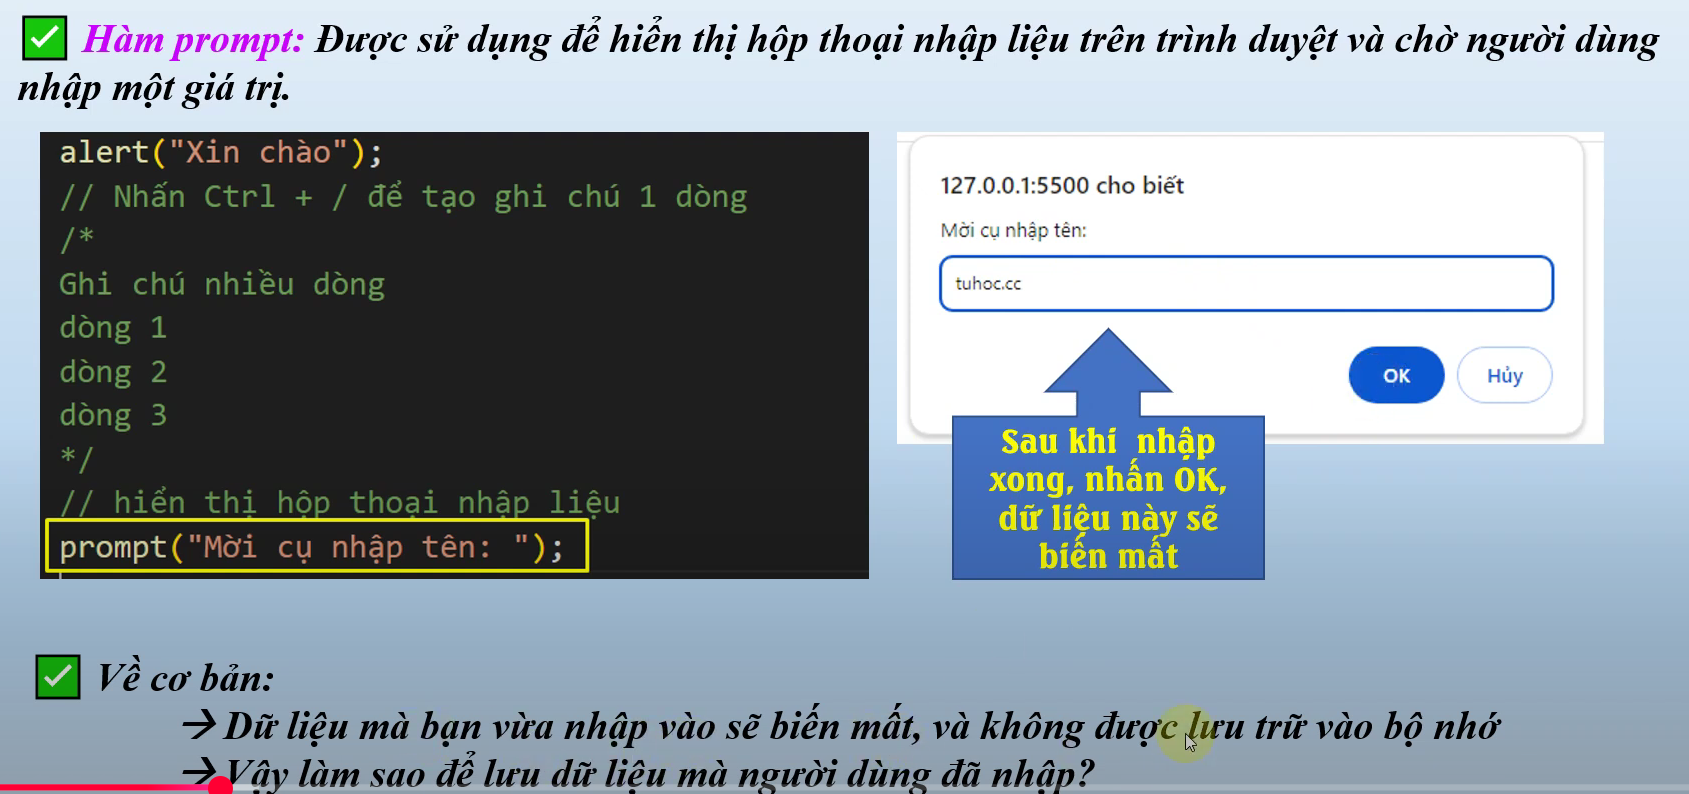 Hàm prompt: Được sử dụng để hiển thị hộp thoại nhập liệu trên trình duyệt và chờ người dùng
nhập một giá trị.
alert("Xin chào");
// Nhấn Ctrl + / để tạo ghi chú 1 dòng
/*
Ghi chú nhiều dòng
dòng 1
dòng 2
dòng 3
*/
// hiển thị hộp thoại nhập liệu
prompt("Mời cụ nhập tên: ");
127.0.0.1:5500 cho biết
Mời cụ nhập tên:
tuhoc.cc
OK
Hủy
Sau khi nhập
xong, nhấn OK,
dữ liệu này sẽ
biến mất
Về cơ bản:
→ Dữ liệu mà bạn vừa nhập vào sẽ biến mất, và không được lưu trữ vào bộ nhớ
→ Vậy làm sao để lưu dữ liệu mà người dùng đã nhập?